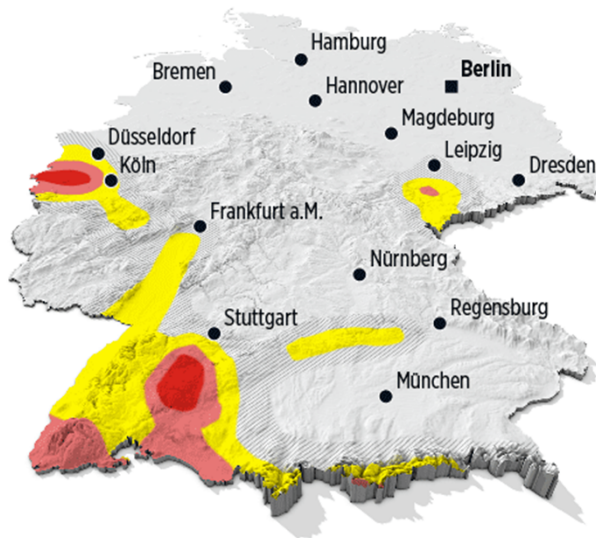 Hamburg
Bremen
Berlin
Hannover
Magdeburg
Düsseldorf
Leipzig
Köln
Dresden
Frankfurt a.M.
Nürnberg
Regensburg
Stuttgart
München